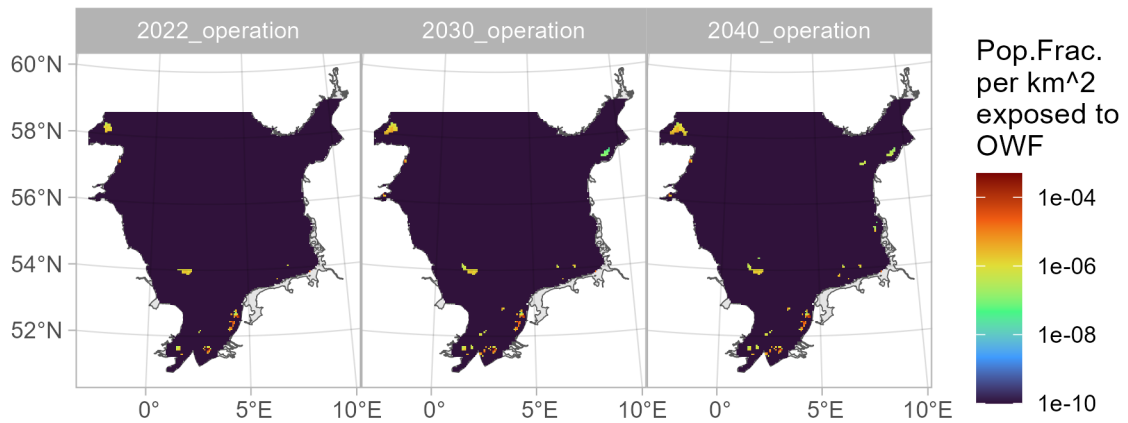 2022_operation 2030_operation 2040_operation
60°N
58°N
56°N
54°N
52°N
0° 5°E 10°E 0° 5°E 10°E 0° 5°E 10°E
Pop.Frac.
per km^2
exposed to
OWF
1e-04
1e-06
1e-08
1e-10